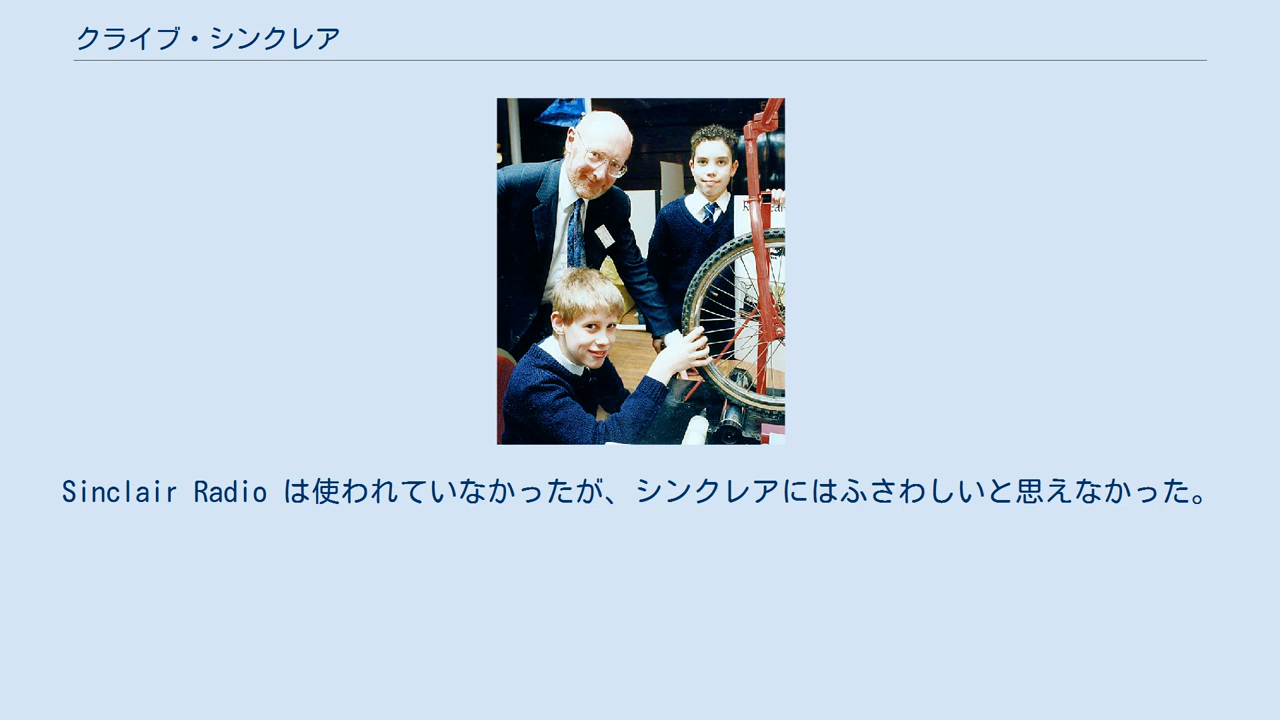 クライブ・シンクレア
Sinclair Radio は使われていなかったが、シンクレアにはふさわしいと思えなかった。